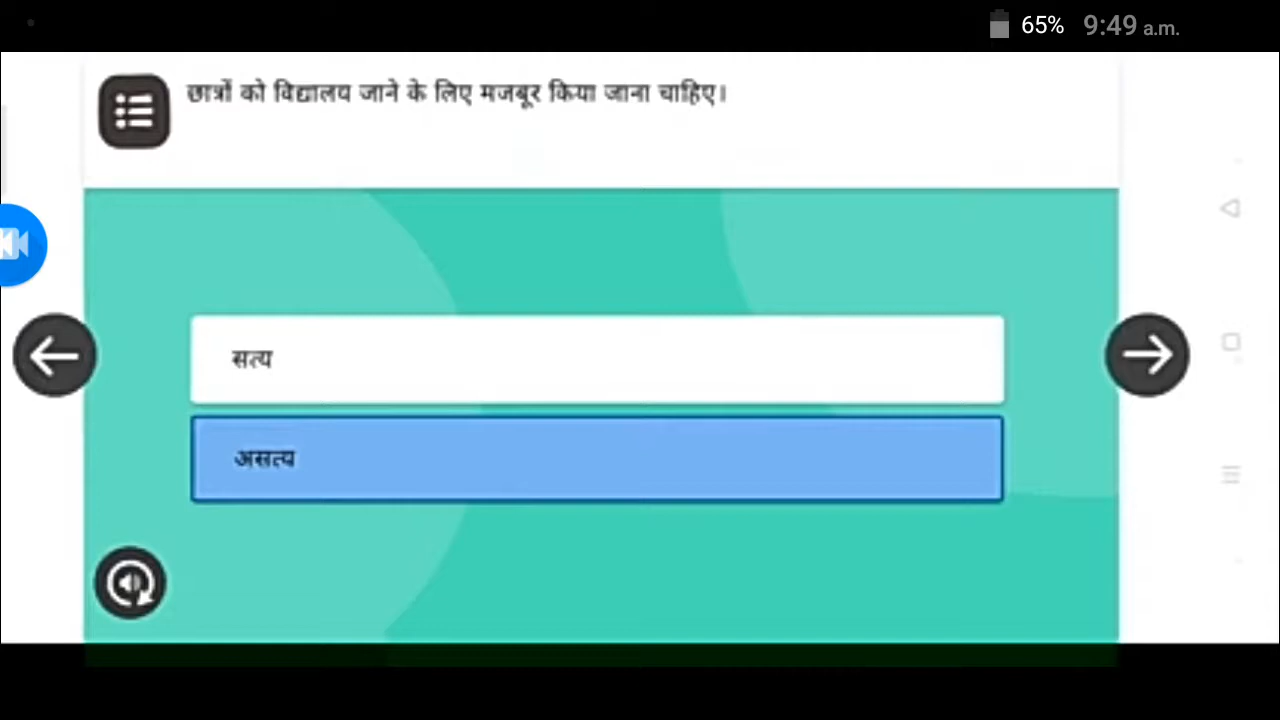 65% 9:49 a.m.
छात्रों को विद्यालय जाने के लिए मजबूर किया जाना चाहिए।
सत्य
असत्य